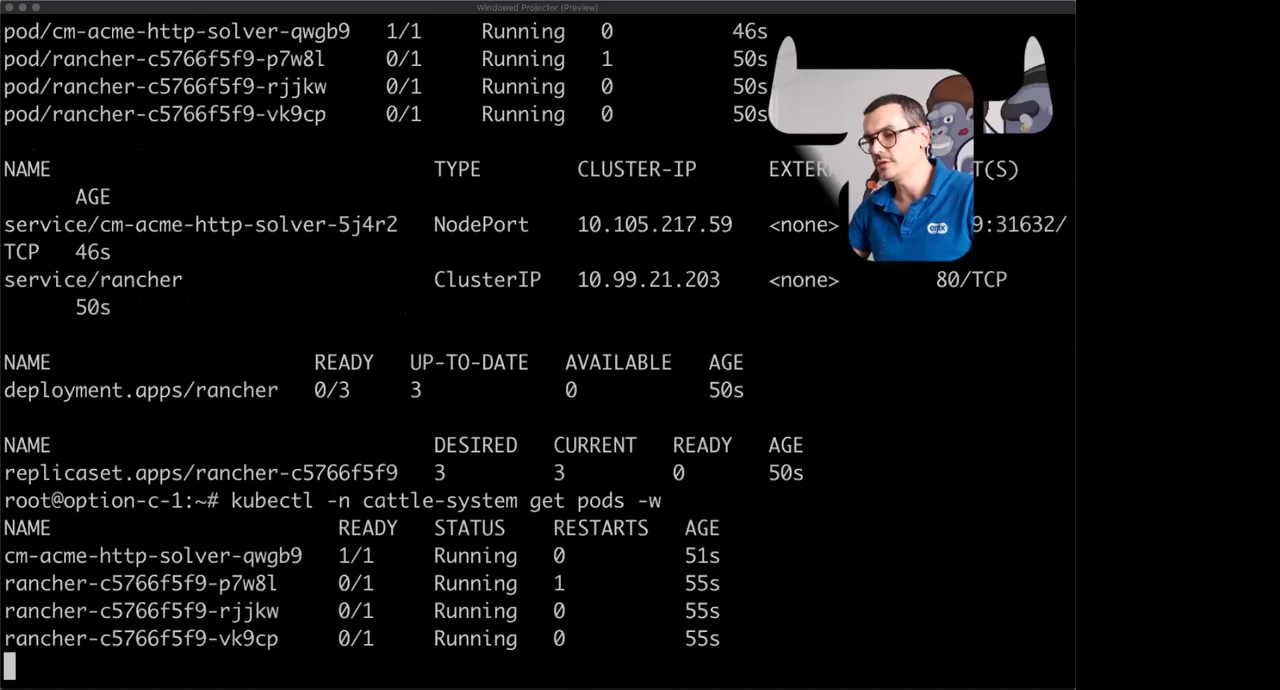 Windowed Projector (Preview)
pod/cm-acme-http-solver-qwgb9 1/1 Running 0 46s
pod/rancher-c5766f5f9-p7w8l 0/1 Running 1 50s
pod/rancher-c5766f5f9-rjjkw 0/1 Running 0 50s
pod/rancher-c5766f5f9-vk9cp 0/1 Running 0 50s
NAME TYPE CLUSTER-IP EXTER T(S)
AGE
service/cm-acme-http-solver-5j4r2 NodePort 10.105.217.59 <none> 9:31632/
TCP 46s
service/rancher ClusterIP 10.99.21.203 <none> 80/TCP
50s
NAME READY UP-TO-DATE AVAILABLE AGE
deployment.apps/rancher 0/3 3 0 50s
NAME DESIRED CURRENT READY AGE
replicaset.apps/rancher-c5766f5f9 3 3 0 50s
root@option-c-1:~# kubectl -n cattle-system get pods -w
NAME READY STATUS RESTARTS AGE
cm-acme-http-solver-qwgb9 1/1 Running 0 51s
rancher-c5766f5f9-p7w8l 0/1 Running 1 55s
rancher-c5766f5f9-rjjkw 0/1 Running 0 55s
rancher-c5766f5f9-vk9cp 0/1 Running 0 55s